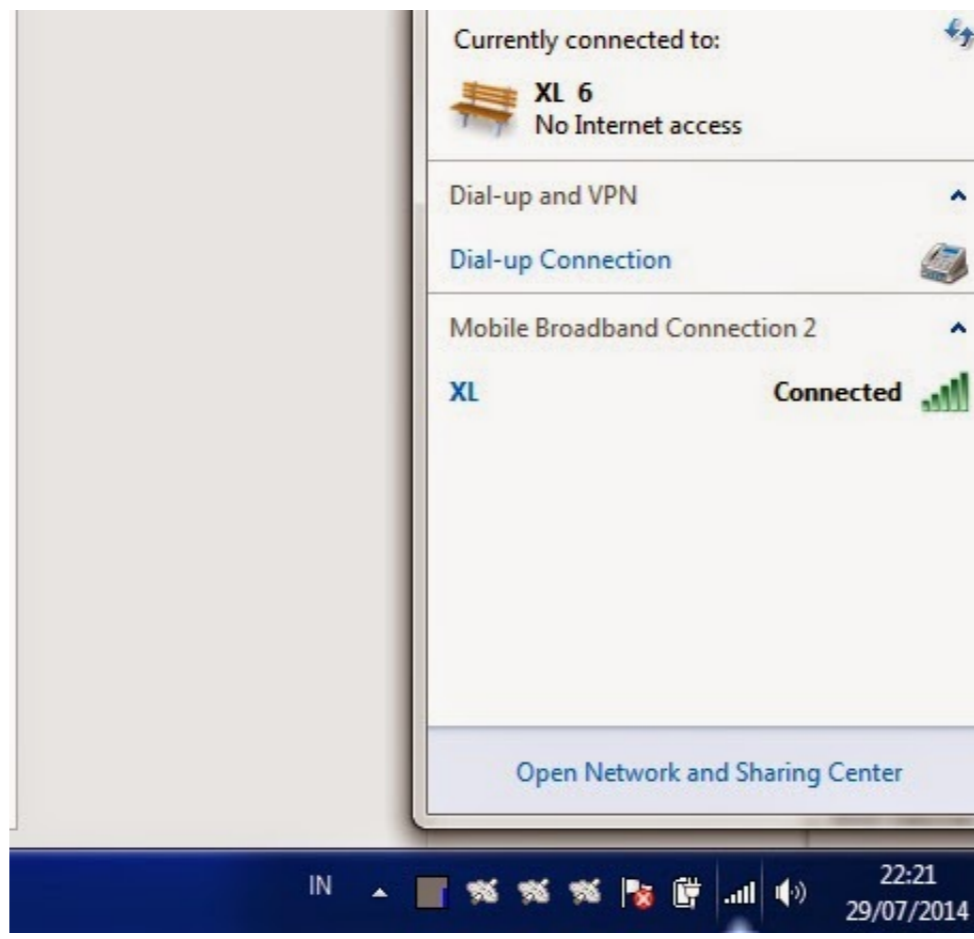 Currently connected to:
XL 6
No Internet access
Dial-up and VPN
Dial-up Connection
Mobile Broadband Connection 2
XL Connected
Open Network and Sharing Center
IN
22:21
29/07/2014